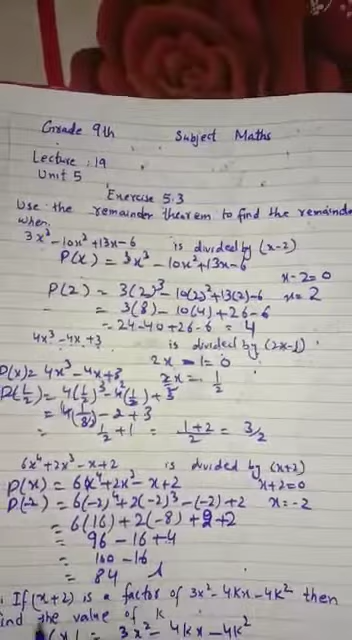 Grade 9th Subject Maths
Lecture : 19
Unit 5
Exercise 5.3
Use the remainder theorem to find the remainder
when.
3x³-10x²+13x-6 is divided by (x-2)
P(x) = 3x³-10x²+13x-6
x-2=0
P(2) = 3(2)³-10(2)²+13(2)-6 x=2
= 3(8)-10(4)+26-6
= 24-40+26-6 = 4
4x³-4x+3 is divided by (2x-1)
2x-1=0
P(x)= 4x³-4x+3
2x = 1/2
P(1/2)= 4(1/2)³-4(1/2)+3
= 4(1/8)-2+3
= 1/2+1 = 1+2/2 = 3/2
6x⁴+2x³-x+2 is divided by (x+2)
P(x) = 6x⁴+2x³-x+2 x+2=0
P(-2) = 6(-2)⁴+2(-2)³-(-2)+2 x=-2
= 6(16)+2(-8)+2+2
= 96-16+4
= 100-16
= 84
If (x+2) is a factor of 3x²-4kx-4k² then
find the value of k
P(x) = 3x²-4kx-4k²